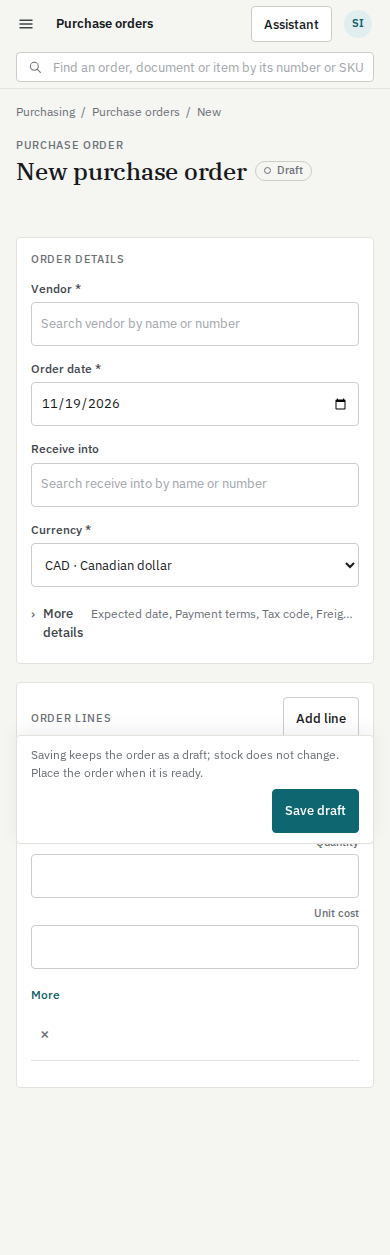 Purchase orders
Assistant
SI
Find an order, document or item by its number or SKU
Purchasing / Purchase orders / New
PURCHASE ORDER
New purchase order
Draft
ORDER DETAILS
Vendor *
Search vendor by name or number
Order date *
11/19/2026
Receive into
Search receive into by name or number
Currency *
CAD · Canadian dollar
› More details
Expected date, Payment terms, Tax code, Freig...
ORDER LINES
Add line
Saving keeps the order as a draft; stock does not change.
Place the order when it is ready.
Save draft
Quantity
Unit cost
More
×